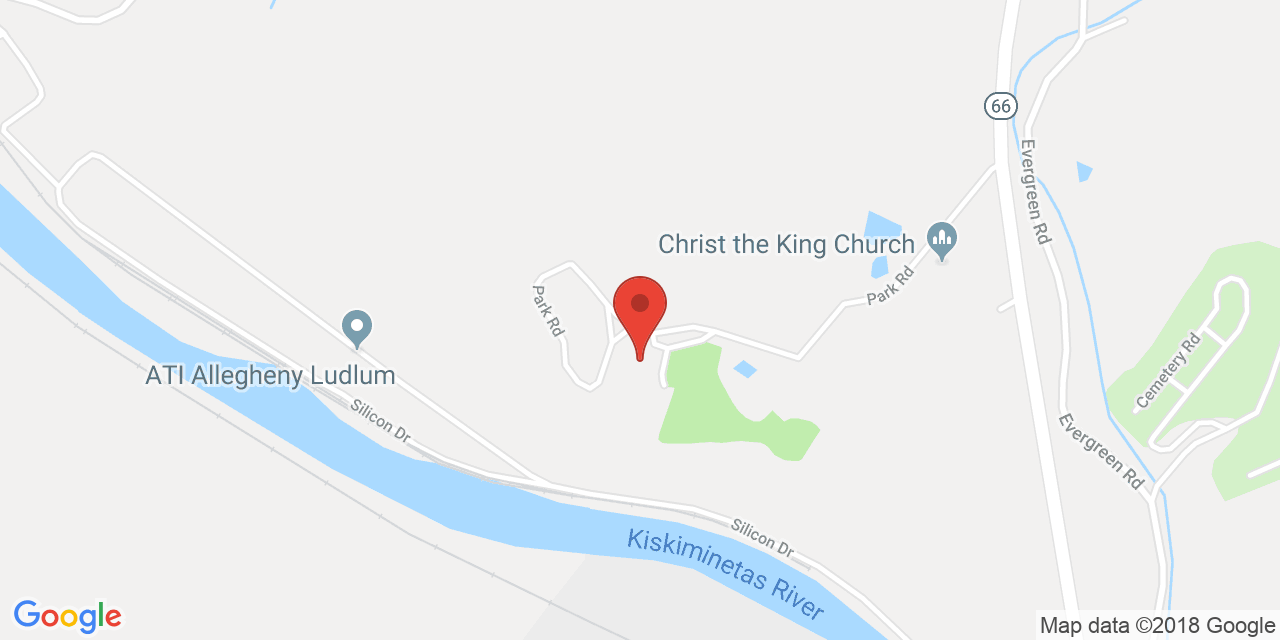 66
Evergreen Rd
Christ the King Church
Park Rd
Park Rd
Cemetery Rd
ATI Allegheny Ludlum
Silicon Dr
Evergreen Rd
Silicon Dr
Kiskiminetas River
Google
Map data ©2018 Google